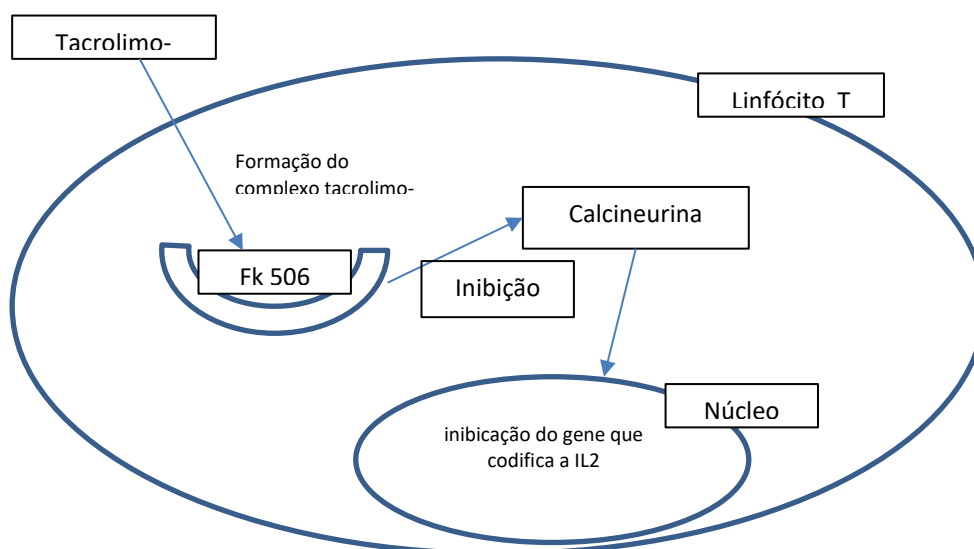 Tacrolimo-
Linfócito T
Formação do
complexo tacrolimo-
Calcineurina
Fk 506
Inibição
Núcleo
inibicação do gene que
codifica a IL2